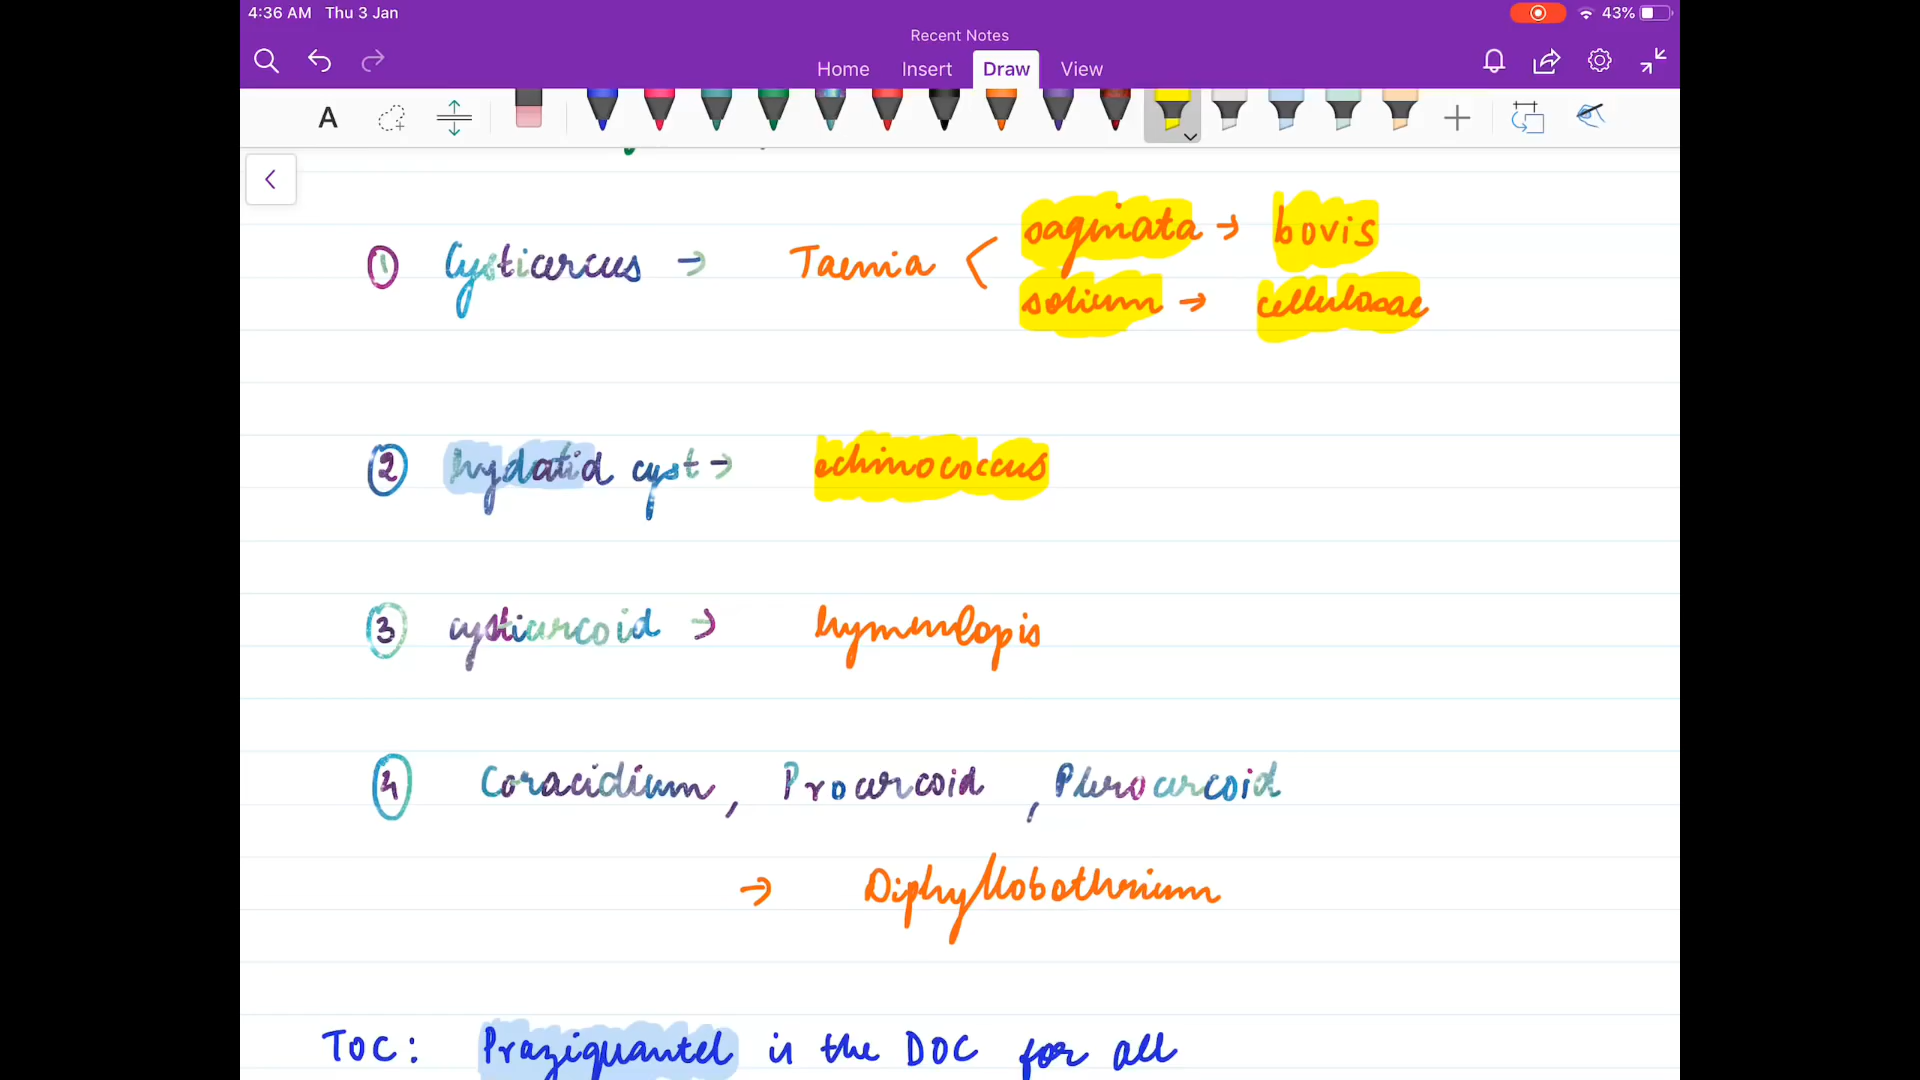 4:36 AM Thu 3 Jan
43%
Recent Notes
Home Insert Draw View
A
① Cysticercus → Taenia < saginata → bovis
solium → cellulosae
② hydatid cyst → echinococcus
③ cysticercoid → hymenolopis
④ Coracidium, Procercoid, Plerocercoid
→ Diphyllobothrium
TOC: Praziquantel is the DOC for all